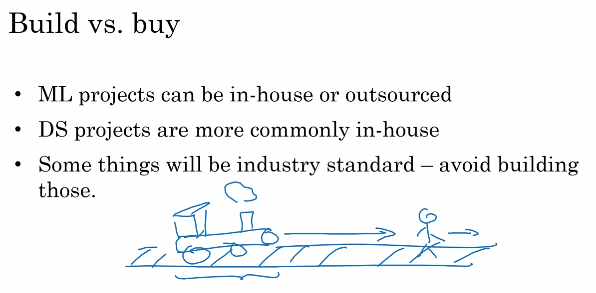 Build vs. buy
• ML projects can be in-house or outsourced
• DS projects are more commonly in-house
• Some things will be industry standard – avoid building
those.